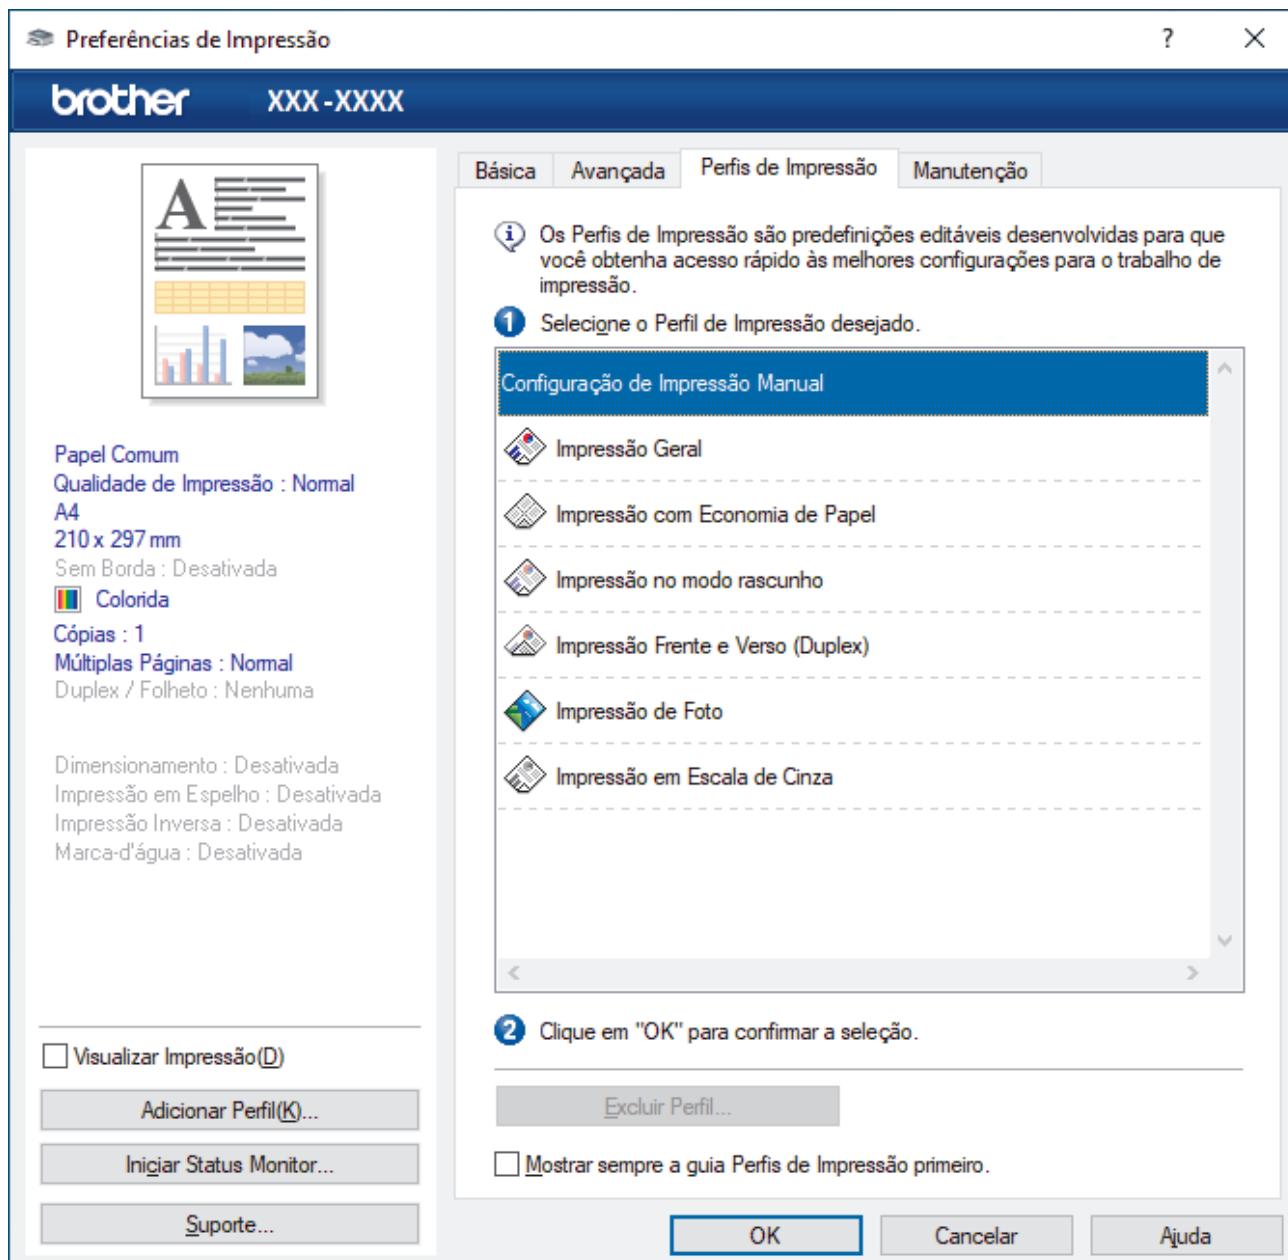 Preferências de Impressão
?
brother XXX-XXXX
A
Papel Comum
Qualidade de Impressão : Normal
A4
210 x 297 mm
Sem Borda : Desativada
Colorida
Cópias : 1
Múltiplas Páginas : Normal
Duplex / Folheto : Nenhuma
Dimensionamento : Desativada
Impressão em Espelho : Desativada
Impressão Inversa : Desativada
Marca-d'água : Desativada
Visualizar Impressão(D)
Adicionar Perfil(K)...
Iniciar Status Monitor...
Suporte...
Básica Avançada Perfis de Impressão Manutenção
Os Perfis de Impressão são predefinições editáveis desenvolvidas para que
você obtenha acesso rápido às melhores configurações para o trabalho de
impressão.
1 Selecione o Perfil de Impressão desejado.
Configuração de Impressão Manual
Impressão Geral
Impressão com Economia de Papel
Impressão no modo rascunho
Impressão Frente e Verso (Duplex)
Impressão de Foto
Impressão em Escala de Cinza
2 Clique em "OK" para confirmar a seleção.
Excluir Perfil...
Mostrar sempre a guia Perfis de Impressão primeiro.
OK Cancelar Ajuda